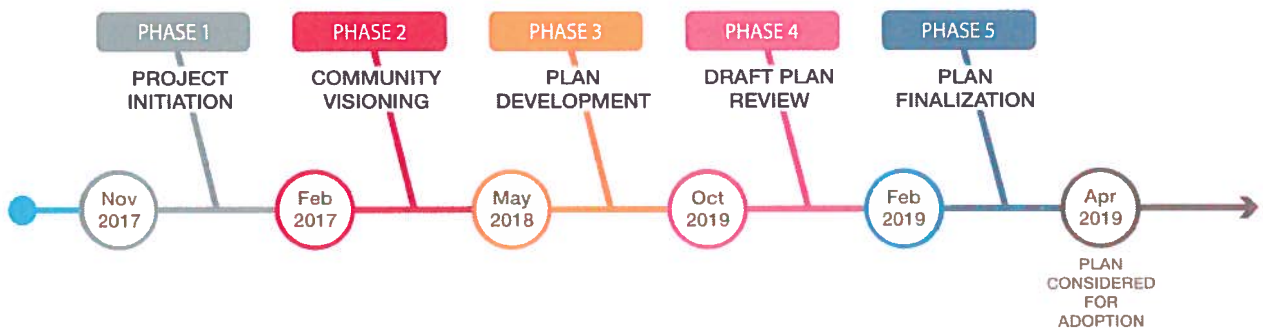 PHASE 1
PROJECT
INITIATION
PHASE 2
COMMUNITY
VISIONING
PHASE 3
PLAN
DEVELOPMENT
PHASE 4
DRAFT PLAN
REVIEW
PHASE 5
PLAN
FINALIZATION
Nov
2017
Feb
2017
May
2018
Oct
2019
Feb
2019
Apr
2019
PLAN
CONSIDERED
FOR
ADOPTION